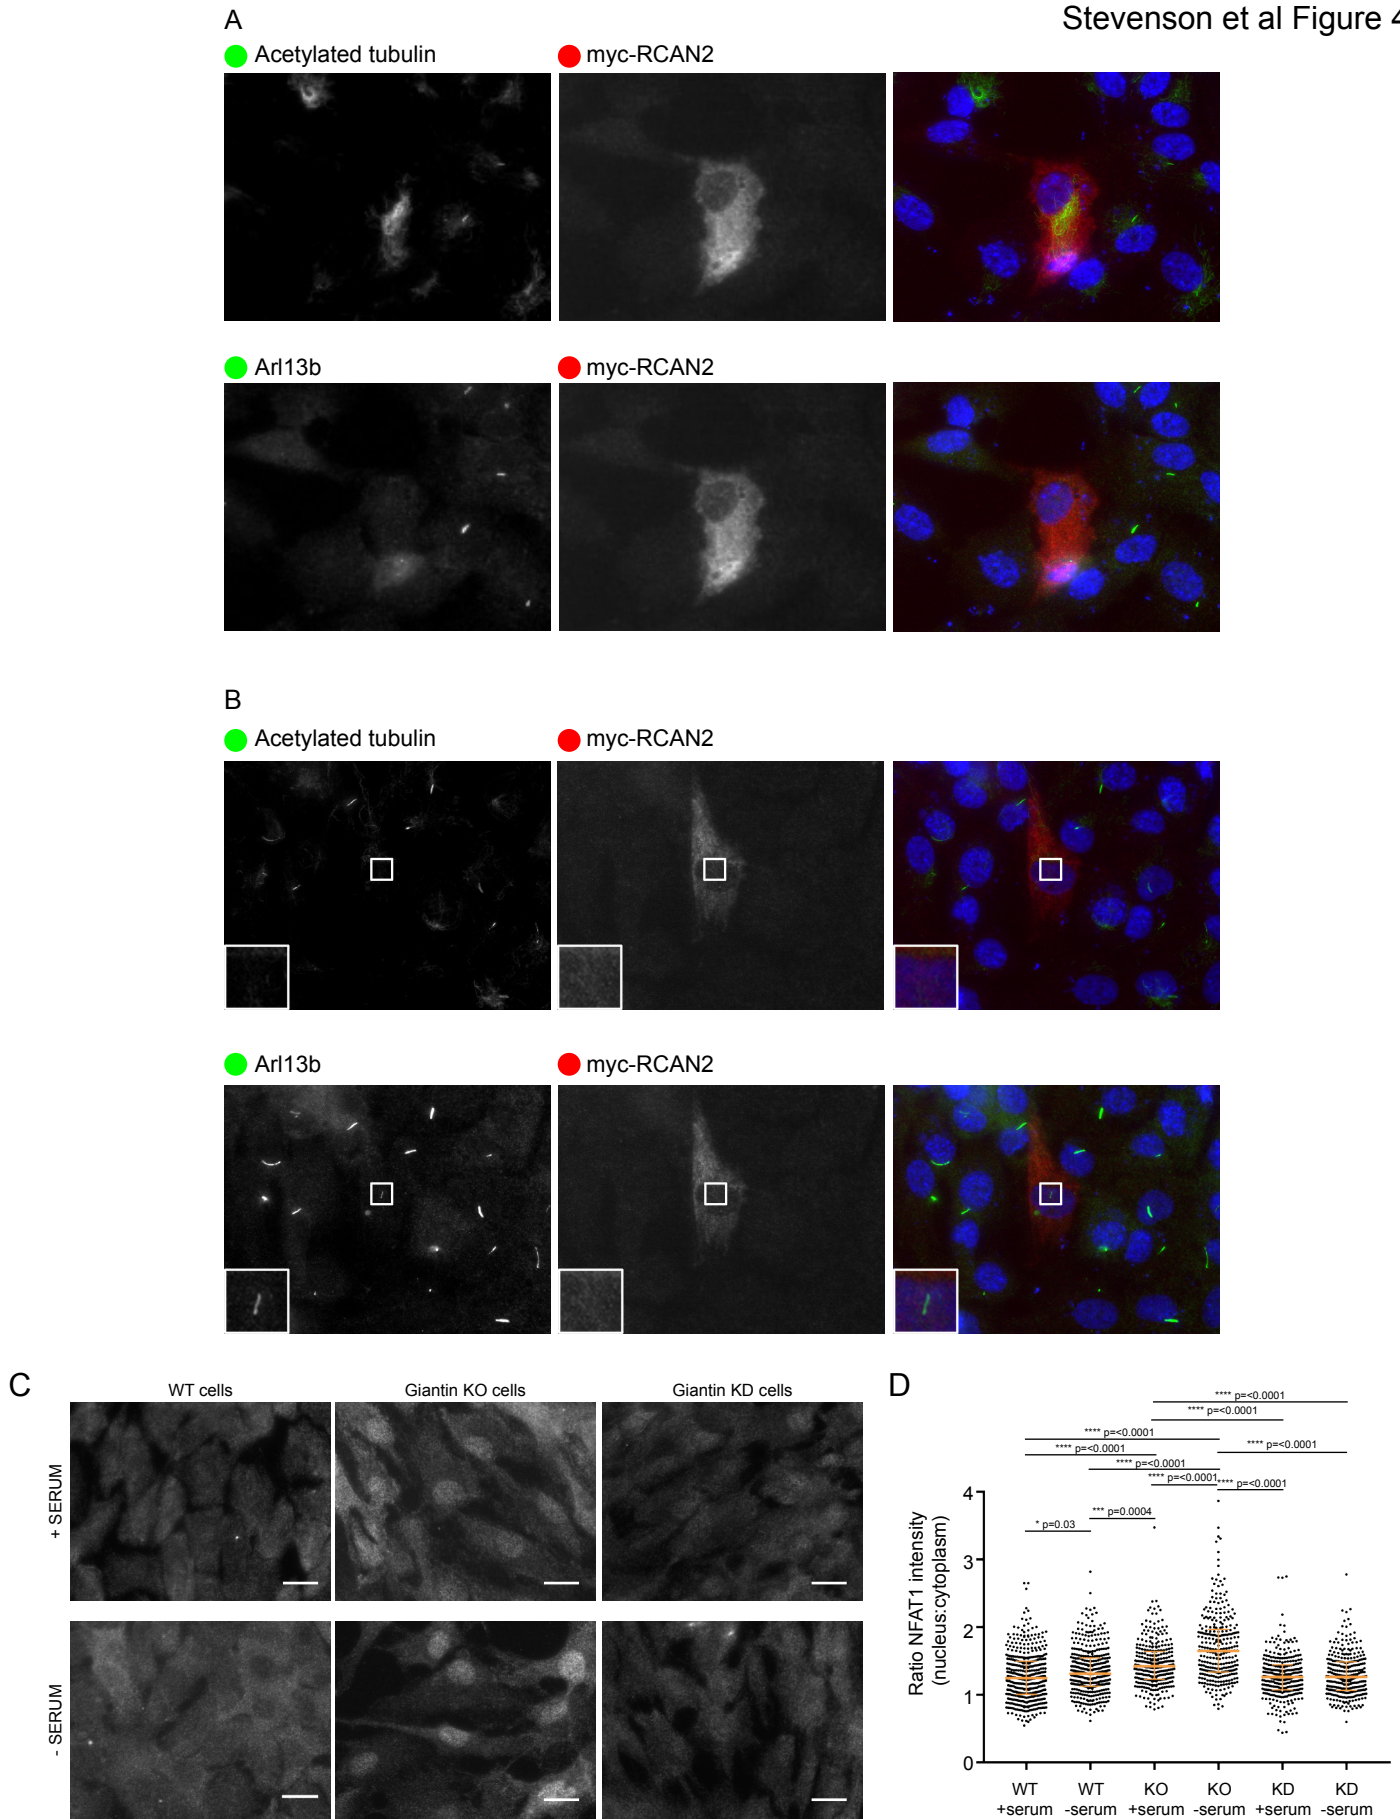 Stevenson et al Figure 4
A
Acetylated tubulin
myc-RCAN2
Arl13b
myc-RCAN2
B
Acetylated tubulin
myc-RCAN2
Arl13b
myc-RCAN2
C
WT cells
Giantin KO cells
Giantin KD cells
+ SERUM
- SERUM
D
**** p=<0.0001
**** p=<0.0001
**** p=<0.0001
**** p=<0.0001
**** p=<0.0001
**** p=<0.0001
**** p=<0.0001
**** p=<0.0001
*** p=0.0004
* p=0.03
Ratio NFAT1 intensity
(nucleus:cytoplasm)
4
3
2
1
0
WT
+serum
WT
-serum
KO
+serum
KO
-serum
KD
+serum
KD
-serum